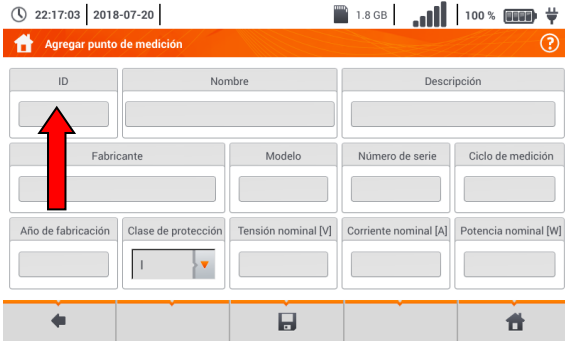 22:17:03 2018-07-20 1.8 GB 100 %
Agregar punto de medición ?
ID Nombre Descripción
Fabricante Modelo Número de serie Ciclo de medición
Año de fabricación Clase de protección Tensión nominal [V] Corriente nominal [A] Potencia nominal [W]
I